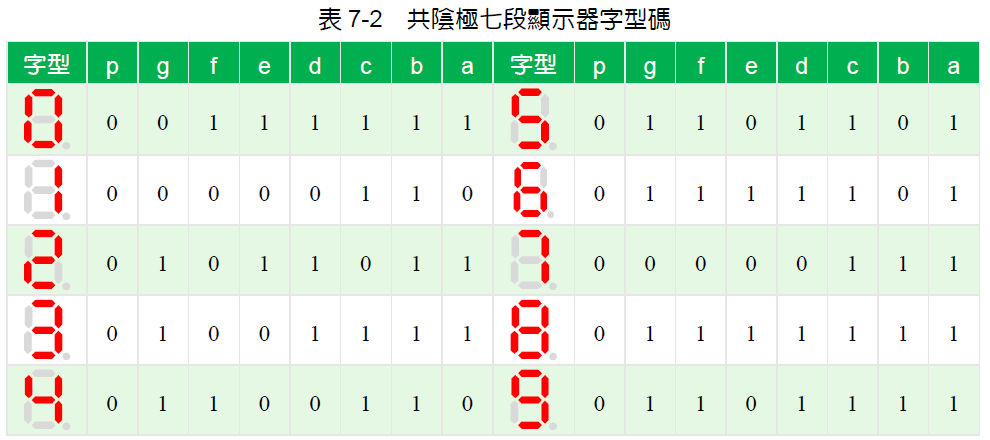 表 7-2 共陰極七段顯示器字型碼
字型 p g f e d c b a 字型 p g f e d c b a
0 0 0 1 1 1 1 1 1 5 0 1 1 0 1 1 0 1
1 0 0 0 0 0 1 1 0 6 0 1 1 1 1 1 0 1
2 0 1 0 1 1 0 1 1 7 0 0 0 0 0 1 1 1
3 0 1 0 0 1 1 1 1 8 0 1 1 1 1 1 1 1
4 0 1 1 0 0 1 1 0 9 0 1 1 0 1 1 1 1